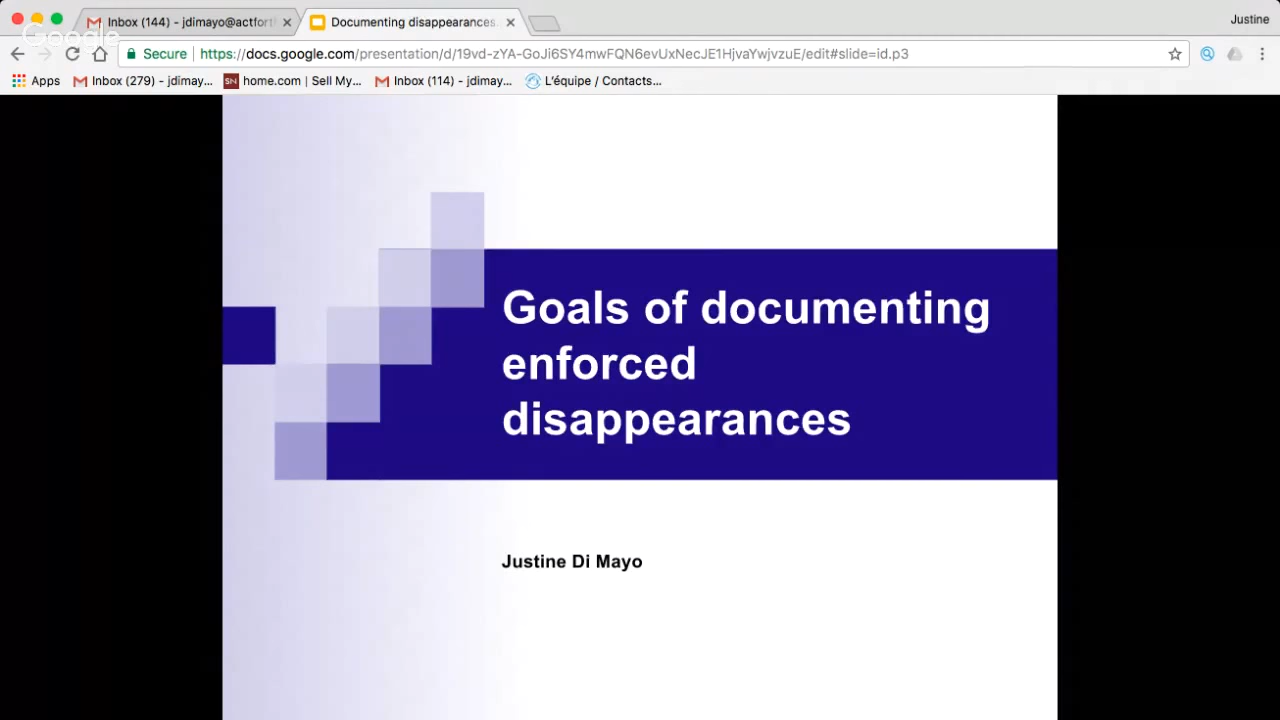 Inbox (144) - jdimayo@actfort
Documenting disappearances.
Justine
Google
Secure https://docs.google.com/presentation/d/19vd-zYA-GoJi6SY4mwFQN6evUxNecJE1HjvaYwjvzuE/edit#slide=id.p3
Apps Inbox (279) - jdimay... SN home.com | Sell My... Inbox (114) - jdimay... L'équipe / Contacts...
Goals of documenting
enforced
disappearances
Justine Di Mayo